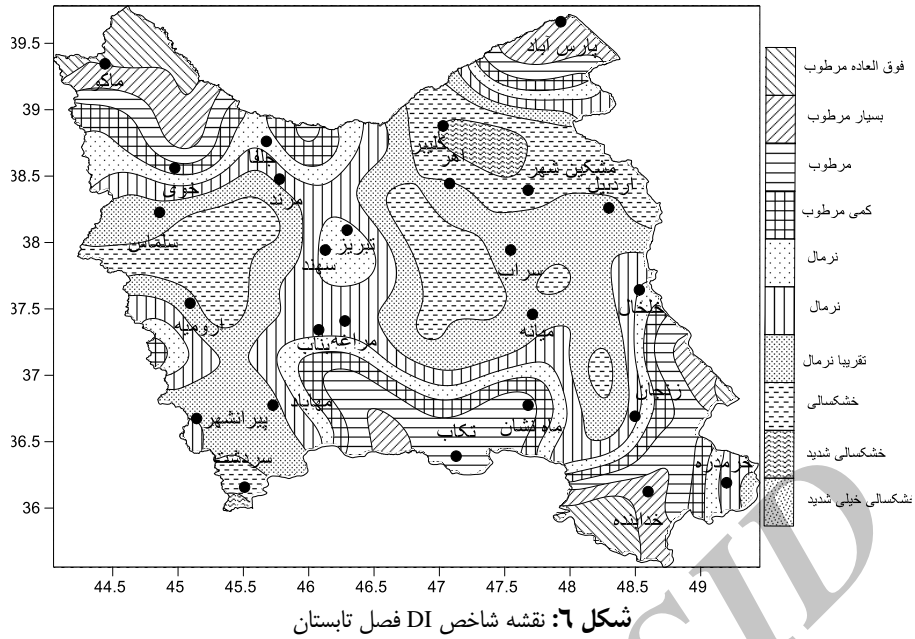 39.5
39
38.5
38
37.5
37
36.5
36
44.5 45 45.5 46 46.5 47 47.5 48 48.5 49
پارس آباد
ماکو
کلیبر
اهر
مشکین شهر
اردبیل
جلفا
خوی
مرند
سلماس
تبریز
سهند
سراب
خلخال
ارومیه
بناب
مراغه
میانه
مهاباد
پیرانشهر
سردشت
تکاب
ماه نشان
زنجان
خرمدره
خدابنده
فوق العاده مرطوب
بسیار مرطوب
مرطوب
کمی مرطوب
نرمال
نرمال
تقریبا نرمال
خشکسالی
خشکسالی شدید
خشکسالی خیلی شدید
SID
شکل ٦: نقشه شاخص DI فصل تابستان